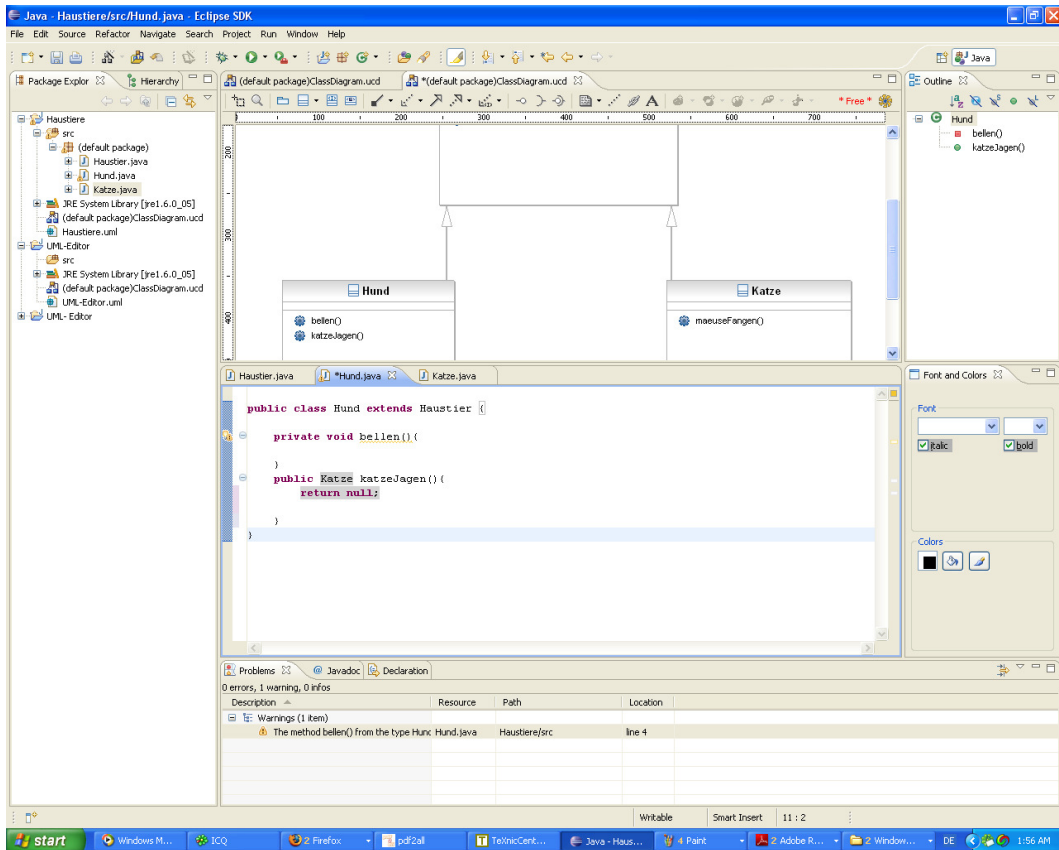 Java - Haustiere/src/Hund.java - Eclipse SDK
File Edit Source Refactor Navigate Search Project Run Window Help
Java
Package Explor Hierarchy
Haustiere
src
(default package)
Haustier.java
Hund.java
Katze.java
JRE System Library [jre1.6.0_05]
(default package)ClassDiagram.ucd
Haustiere.uml
UML-Editor
src
JRE System Library [jre1.6.0_05]
(default package)ClassDiagram.ucd
UML-Editor.uml
UML- Editor
(default package)ClassDiagram.ucd *(default package)ClassDiagram.ucd
A * Free *
100 200 300 400 500 600 700
200
300
400
Hund
bellen()
katzeJagen()
Katze
maeuseFangen()
Outline
Hund
bellen()
katzeJagen()
Haustier.java *Hund.java Katze.java
public class Hund extends Haustier {
private void bellen(){
}
public Katze katzeJagen(){
return null;
}
}
Font and Colors
Font
italic bold
Colors
Problems @ Javadoc Declaration
0 errors, 1 warning, 0 infos
Description Resource Path Location
Warnings (1 item)
The method bellen() from the type Hund Hund.java Haustiere/src line 4
Writable Smart Insert 11 : 2
start Windows M... ICQ 2 Firefox pdf2all TeXnicCent... Java - Haus... 4 Paint 2 Adobe R... 2 Window... DE 1:56 AM